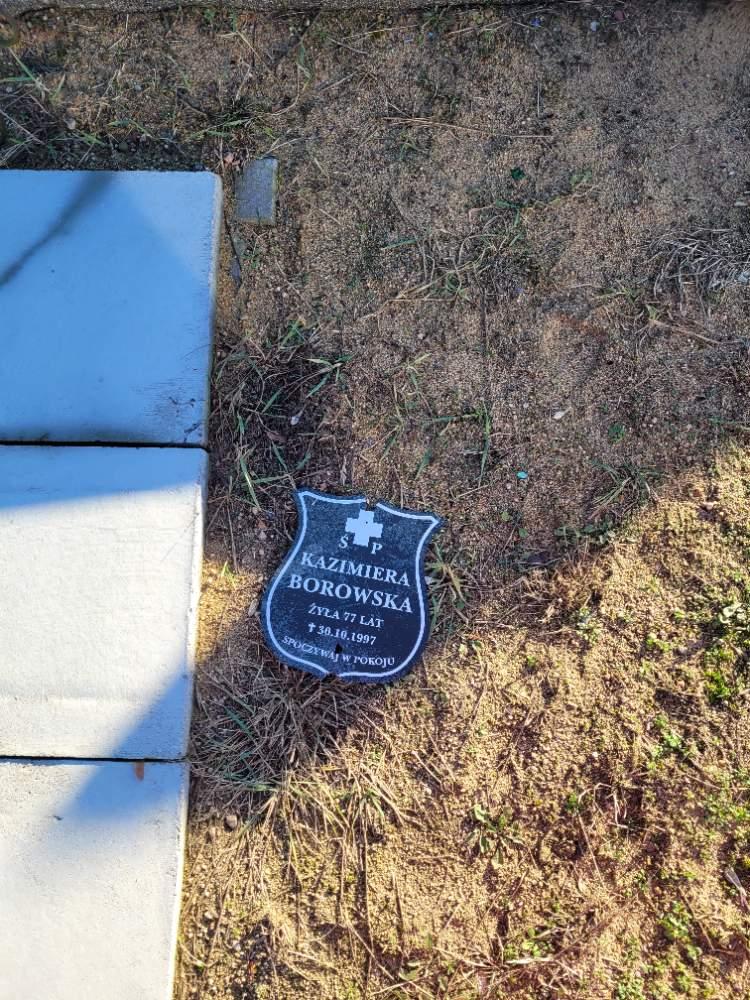 Ś P
KAZIMIERA
BOROWSKA
ŻYŁA 77 LAT
✝ 30.10.1997
SPOCZYWAJ W POKOJU